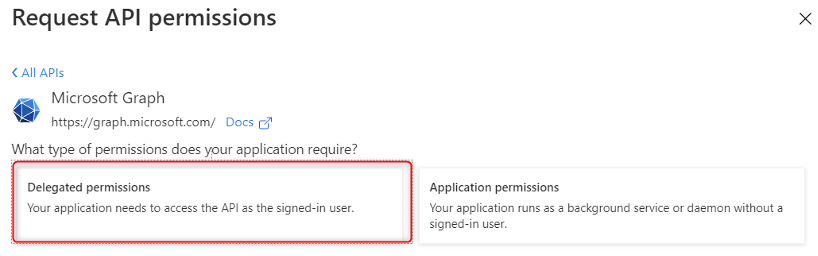 Request API permissions
All APIs
Microsoft Graph
https://graph.microsoft.com/ Docs
What type of permissions does your application require?
Delegated permissions
Your application needs to access the API as the signed-in user.
Application permissions
Your application runs as a background service or daemon without a
signed-in user.